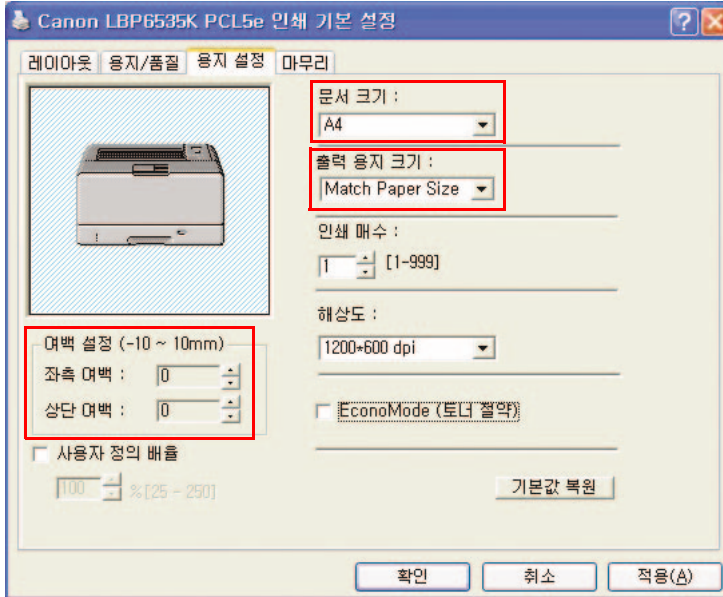 Canon LBP6535K PCL5e 인쇄 기본 설정
레이아웃 용지/품질 용지 설정 마무리
문서 크기 :
A4
출력 용지 크기 :
Match Paper Size
인쇄 매수 :
1 [1-999]
해상도 :
1200*600 dpi
EconoMode (토너 절약)
여백 설정 (-10 ~ 10mm)
좌측 여백 : 0
상단 여백 : 0
사용자 정의 배율
100 % [25 - 250]
기본값 복원
확인 취소 적용(A)